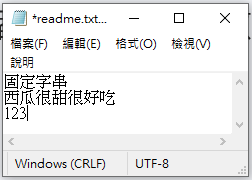 *readme.txt...
檔案(F) 編輯(E) 格式(O) 檢視(V)
說明
固定字串
西瓜很甜很好吃
123
Windows (CRLF) UTF-8